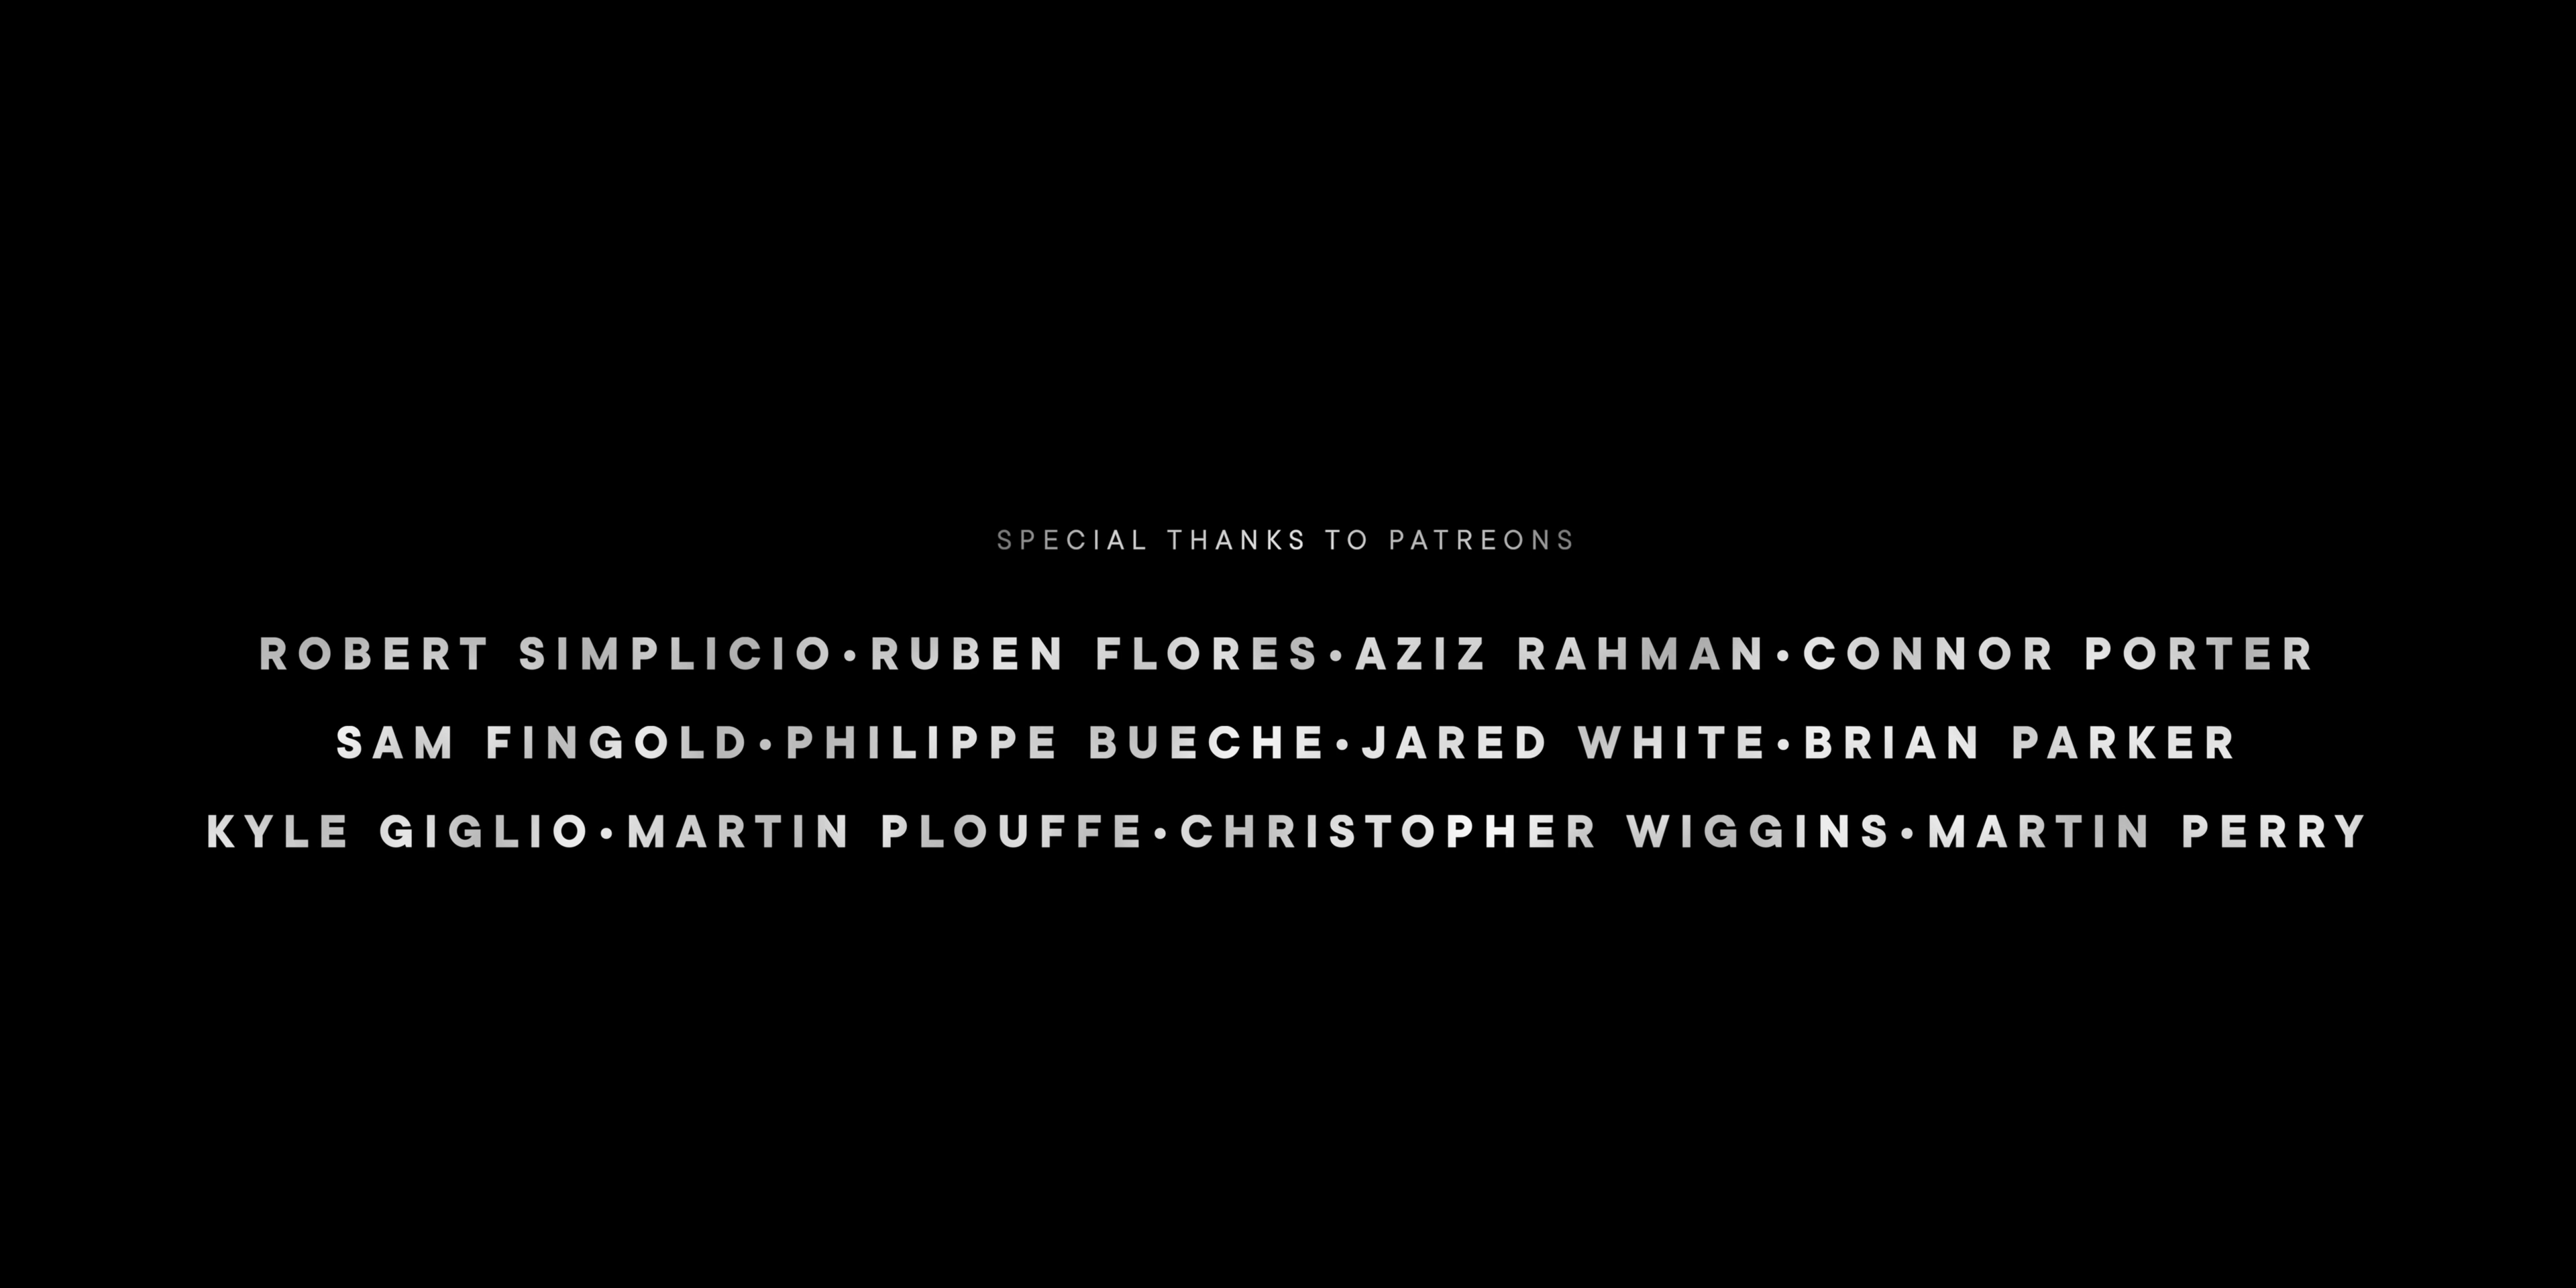 SPECIAL THANKS TO PATREONS
ROBERT SIMPLICIO•RUBEN FLORES•AZIZ RAHMAN•CONNOR PORTER
SAM FINGOLD•PHILIPPE BUECHE•JARED WHITE•BRIAN PARKER
KYLE GIGLIO•MARTIN PLOUFFE•CHRISTOPHER WIGGINS•MARTIN PERRY